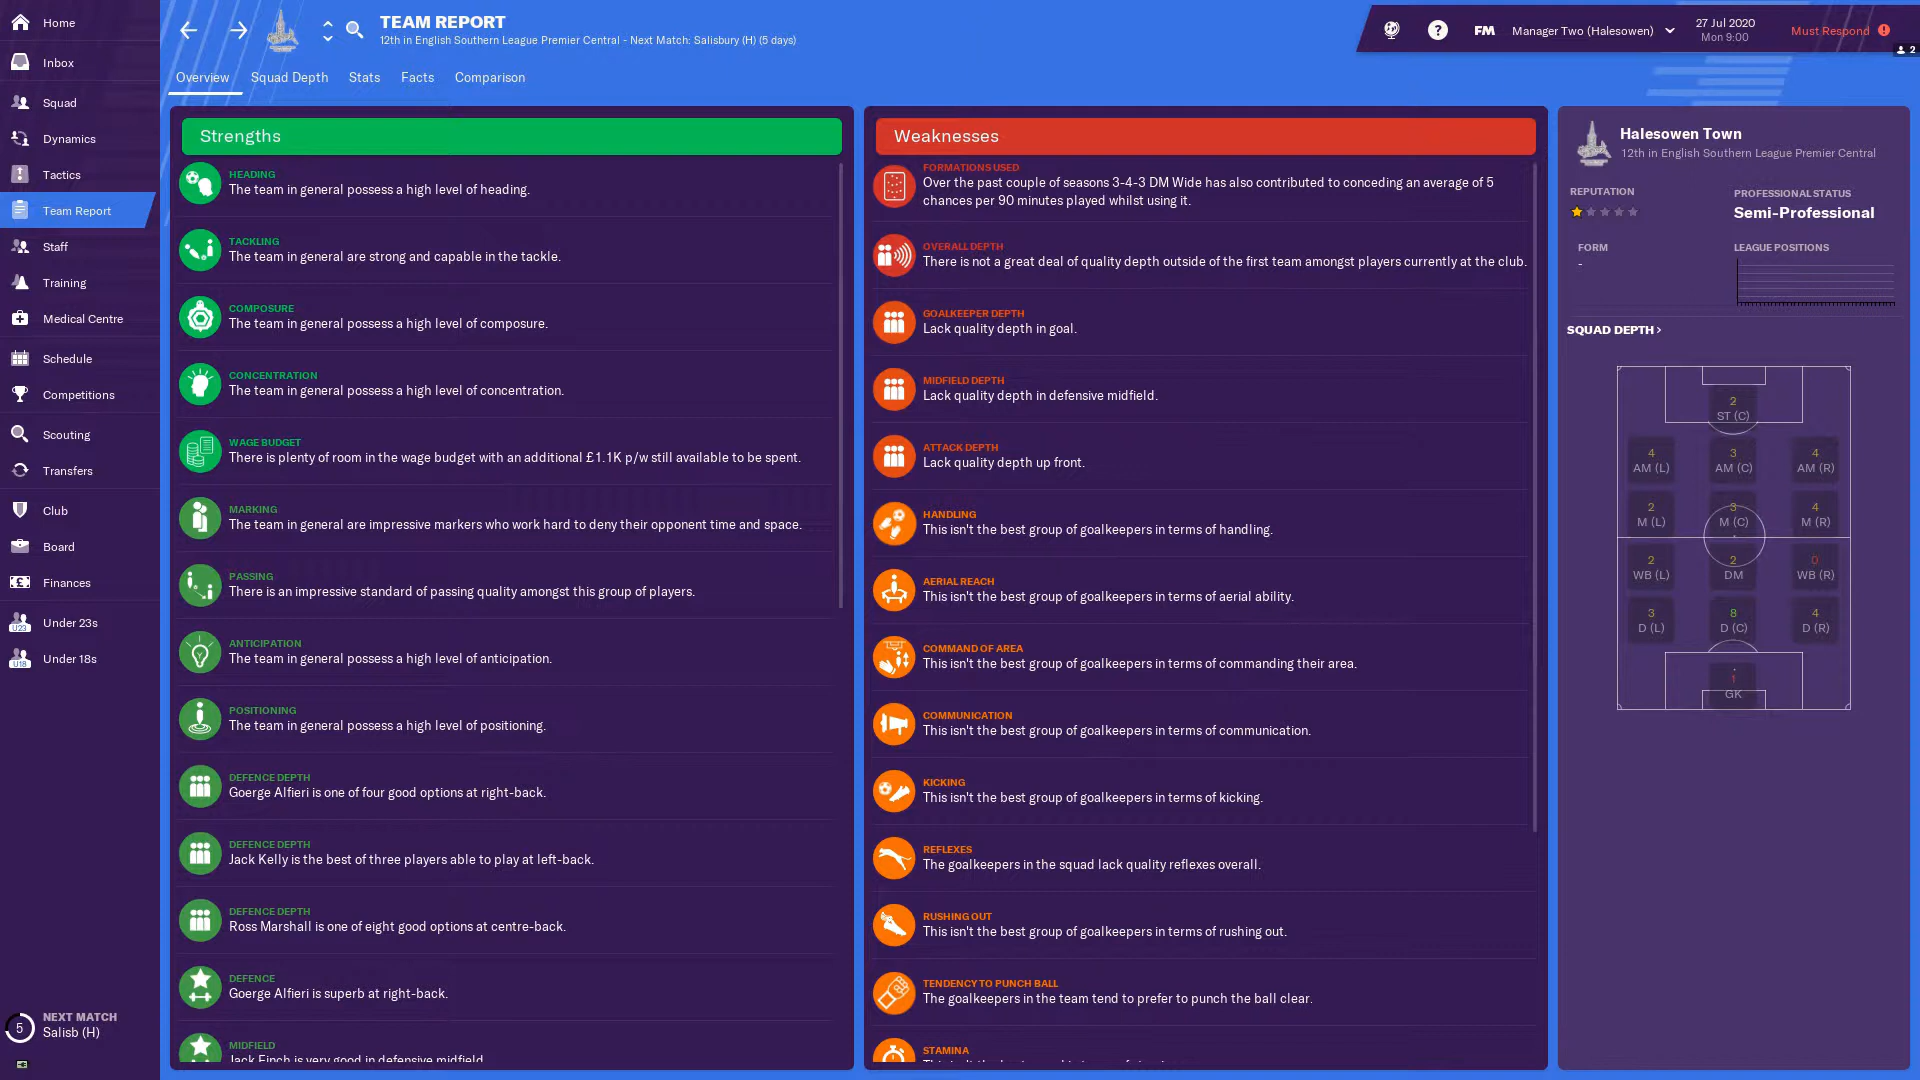 Home
Inbox
Squad
Dynamics
Tactics
Team Report
Staff
Training
Medical Centre
Schedule
Competitions
Scouting
Transfers
Club
Board
Finances
U23
Under 23s
U18
Under 18s
5
NEXT MATCH
Salisb (H)
TEAM REPORT
12th in English Southern League Premier Central - Next Match: Salisbury (H) (5 days)
FM
Manager Two (Halesowen)
27 Jul 2020
Mon 9:00
Must Respond
2
Overview
Squad Depth
Stats
Facts
Comparison
Strengths
HEADING
The team in general possess a high level of heading.
TACKLING
The team in general are strong and capable in the tackle.
COMPOSURE
The team in general possess a high level of composure.
CONCENTRATION
The team in general possess a high level of concentration.
WAGE BUDGET
There is plenty of room in the wage budget with an additional £1.1K p/w still available to be spent.
MARKING
The team in general are impressive markers who work hard to deny their opponent time and space.
PASSING
There is an impressive standard of passing quality amongst this group of players.
ANTICIPATION
The team in general possess a high level of anticipation.
POSITIONING
The team in general possess a high level of positioning.
DEFENCE DEPTH
Goerge Alfieri is one of four good options at right-back.
DEFENCE DEPTH
Jack Kelly is the best of three players able to play at left-back.
DEFENCE DEPTH
Ross Marshall is one of eight good options at centre-back.
DEFENCE
Goerge Alfieri is superb at right-back.
MIDFIELD
Jack Finch is very good in defensive midfield.
Weaknesses
FORMATIONS USED
Over the past couple of seasons 3-4-3 DM Wide has also contributed to conceding an average of 5
chances per 90 minutes played whilst using it.
OVERALL DEPTH
There is not a great deal of quality depth outside of the first team amongst players currently at the club.
GOALKEEPER DEPTH
Lack quality depth in goal.
MIDFIELD DEPTH
Lack quality depth in defensive midfield.
ATTACK DEPTH
Lack quality depth up front.
HANDLING
This isn't the best group of goalkeepers in terms of handling.
AERIAL REACH
This isn't the best group of goalkeepers in terms of aerial ability.
COMMAND OF AREA
This isn't the best group of goalkeepers in terms of commanding their area.
COMMUNICATION
This isn't the best group of goalkeepers in terms of communication.
KICKING
This isn't the best group of goalkeepers in terms of kicking.
REFLEXES
The goalkeepers in the squad lack quality reflexes overall.
RUSHING OUT
This isn't the best group of goalkeepers in terms of rushing out.
TENDENCY TO PUNCH BALL
The goalkeepers in the team tend to prefer to punch the ball clear.
STAMINA
Halesowen Town
12th in English Southern League Premier Central
REPUTATION
PROFESSIONAL STATUS
Semi-Professional
FORM
-
LEAGUE POSITIONS
SQUAD DEPTH >
2
ST (C)
4 3 4
AM (L) AM (C) AM (R)
2 3 4
M (L) M (C) M (R)
2 2 0
WB (L) DM WB (R)
3 8 4
D (L) D (C) D (R)
1
GK